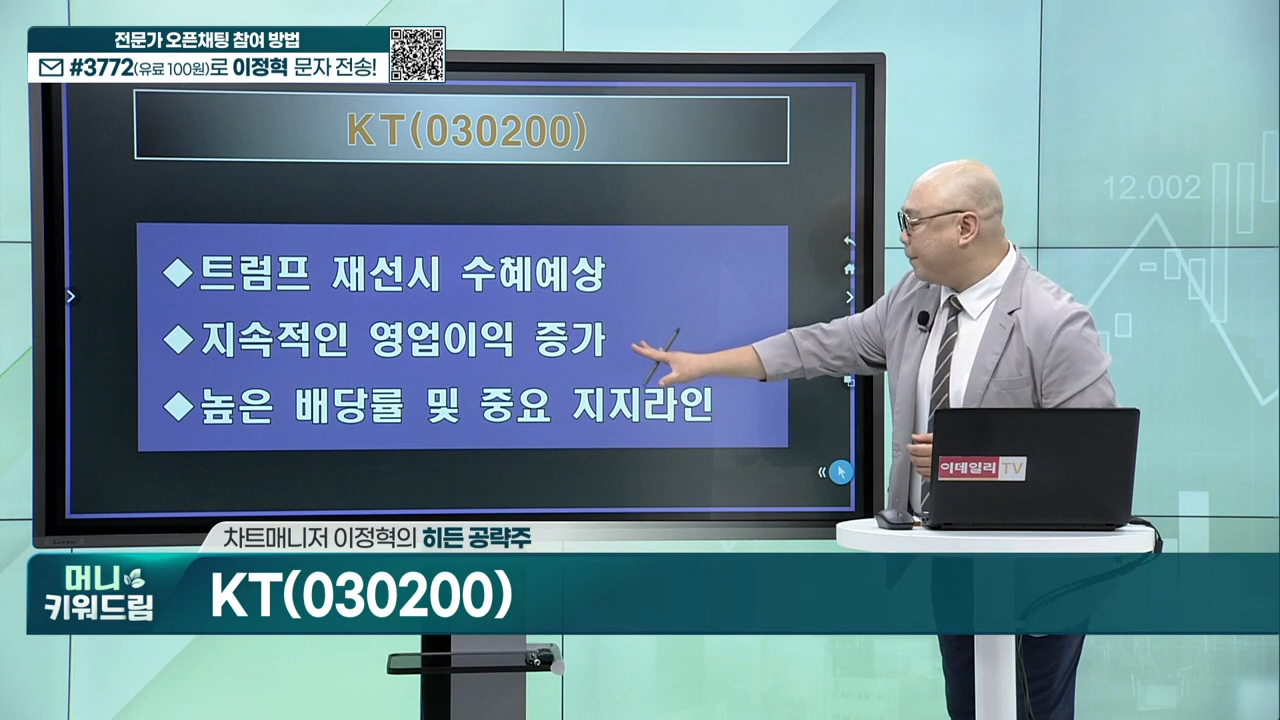 전문가 오픈채팅 참여 방법
#3772(유료 100원)로 이정혁 문자 전송!
KT(030200)
◆트럼프 재선시 수혜예상
◆지속적인 영업이익 증가
◆높은 배당률 및 중요 지지라인
12.002
이데일리 TV
차트매니저 이정혁의 히든 공략주
머니
키워드림
KT(030200)